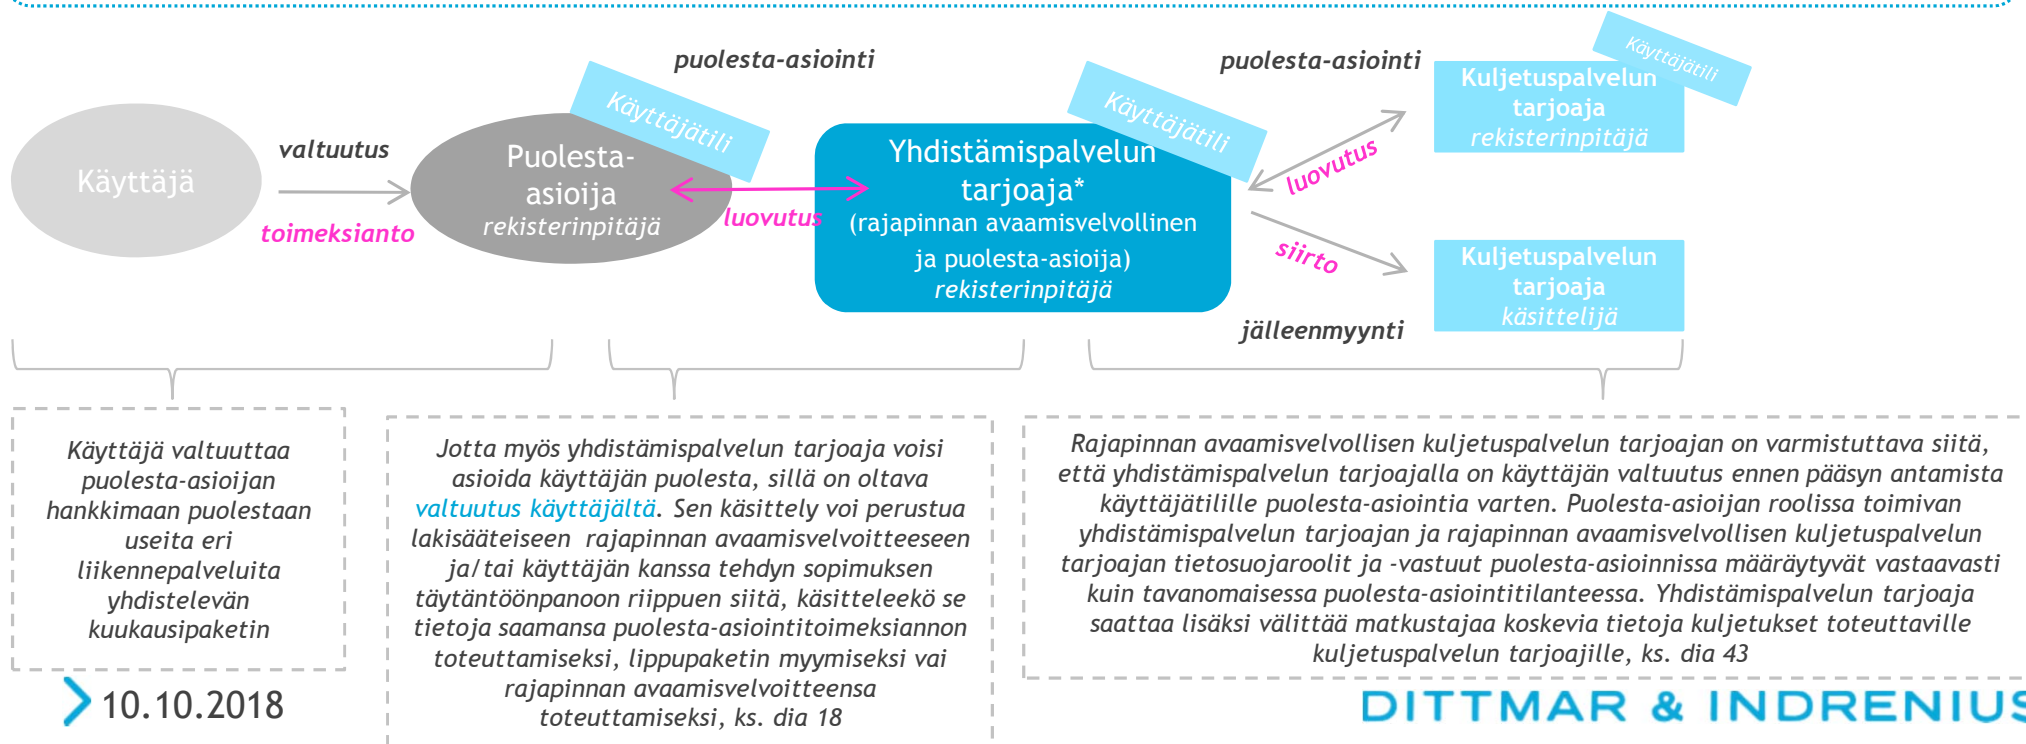 puolesta-asiointi
puolesta-asiointi
Käyttäjätili
Käyttäjätili
Käyttäjätili
Käyttäjä
valtuutus
toimeksianto
Puolesta-
asioija
rekisterinpitäjä
luovutus
Yhdistämispalvelun
tarjoaja*
(rajapinnan avaamisvelvollinen
ja puolesta-asioija)
rekisterinpitäjä
luovutus
siirto
Kuljetuspalvelun
tarjoaja
rekisterinpitäjä
Kuljetuspalvelun
tarjoaja
käsittelijä
jälleenmyynti
Käyttäjä valtuuttaa
puolesta-asioijan
hankkimaan puolestaan
useita eri
liikennepalveluita
yhdistelevän
kuukausipaketin
Jotta myös yhdistämispalvelun tarjoaja voisi
asioida käyttäjän puolesta, sillä on oltava
valtuutus käyttäjältä. Sen käsittely voi perustua
lakisääteiseen rajapinnan avaamisvelvoitteeseen
ja/tai käyttäjän kanssa tehdyn sopimuksen
täytäntöönpanoon riippuen siitä, käsitteleekö se
tietoja saamansa puolesta-asiointitoimeksiannon
toteuttamiseksi, lippupaketin myymiseksi vai
rajapinnan avaamisvelvoitteensa
toteuttamiseksi, ks. dia 18
Rajapinnan avaamisvelvollisen kuljetuspalvelun tarjoajan on varmistuttava siitä,
että yhdistämispalvelun tarjoajalla on käyttäjän valtuutus ennen pääsyn antamista
käyttäjätilille puolesta-asiointia varten. Puolesta-asioijan roolissa toimivan
yhdistämispalvelun tarjoajan ja rajapinnan avaamisvelvollisen kuljetuspalvelun
tarjoajan tietosuojaroolit ja -vastuut puolesta-asioinnissa määräytyvät vastaavasti
kuin tavanomaisessa puolesta-asiointitilanteessa. Yhdistämispalvelun tarjoaja
saattaa lisäksi välittää matkustajaa koskevia tietoja kuljetukset toteuttaville
kuljetuspalvelun tarjoajille, ks. dia 43
10.10.2018
DITTMAR & INDRENIUS